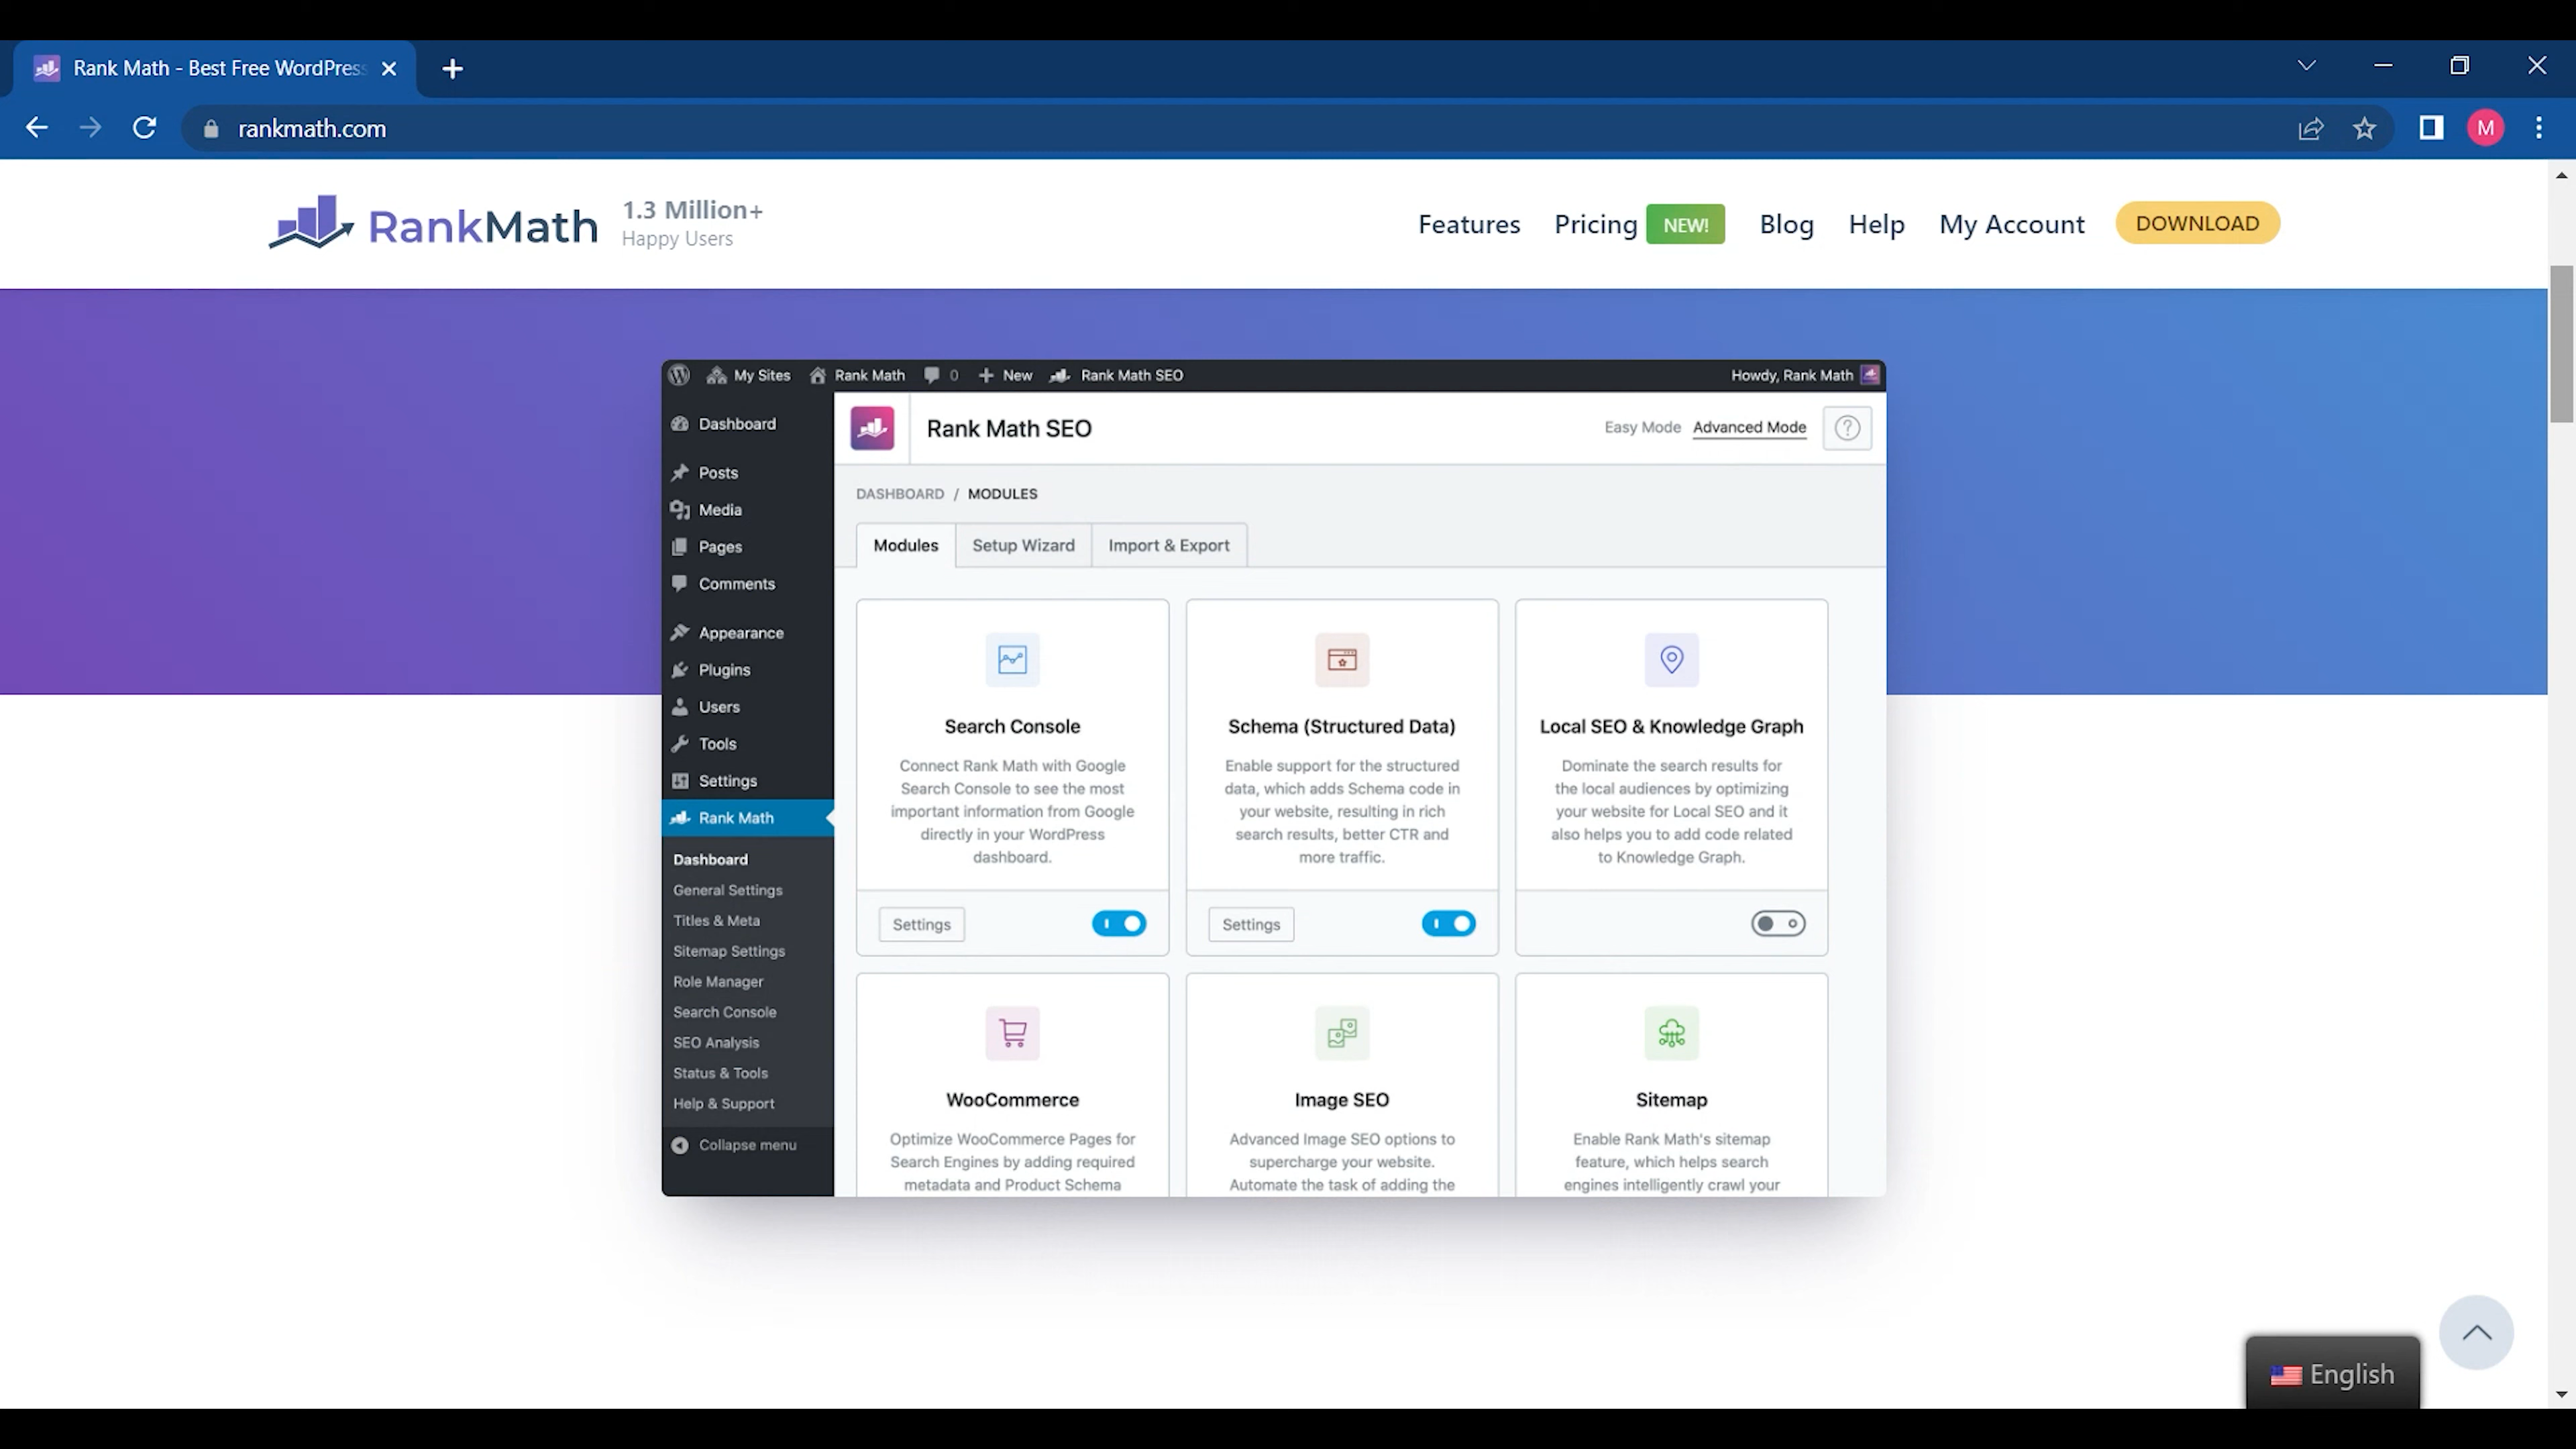 Rank Math - Best Free WordPress
rankmath.com
M
RankMath
1.3 Million+
Happy Users
Features
Pricing
NEW!
Blog
Help
My Account
DOWNLOAD
My Sites
Rank Math
0
New
Rank Math SEO
Howdy, Rank Math
Dashboard
Posts
Media
Pages
Comments
Appearance
Plugins
Users
Tools
Settings
Rank Math
Dashboard
General Settings
Titles & Meta
Sitemap Settings
Role Manager
Search Console
SEO Analysis
Status & Tools
Help & Support
Collapse menu
Rank Math SEO
Easy Mode
Advanced Mode
?
DASHBOARD / MODULES
Modules
Setup Wizard
Import & Export
Search Console
Connect Rank Math with Google
Search Console to see the most
important information from Google
directly in your WordPress
dashboard.
Settings
Schema (Structured Data)
Enable support for the structured
data, which adds Schema code in
your website, resulting in rich
search results, better CTR and
more traffic.
Settings
Local SEO & Knowledge Graph
Dominate the search results for
the local audiences by optimizing
your website for Local SEO and it
also helps you to add code related
to Knowledge Graph.
WooCommerce
Optimize WooCommerce Pages for
Search Engines by adding required
metadata and Product Schema
Image SEO
Advanced Image SEO options to
supercharge your website.
Automate the task of adding the
Sitemap
Enable Rank Math's sitemap
feature, which helps search
engines intelligently crawl your
English